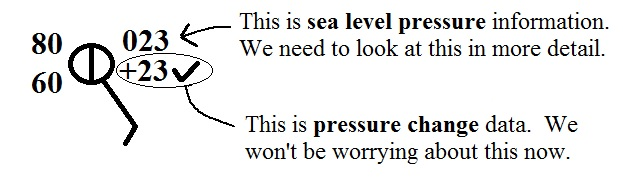 80 023 This is sea level pressure information.
We need to look at this in more detail.
60 +23
This is pressure change data. We
won't be worrying about this now.